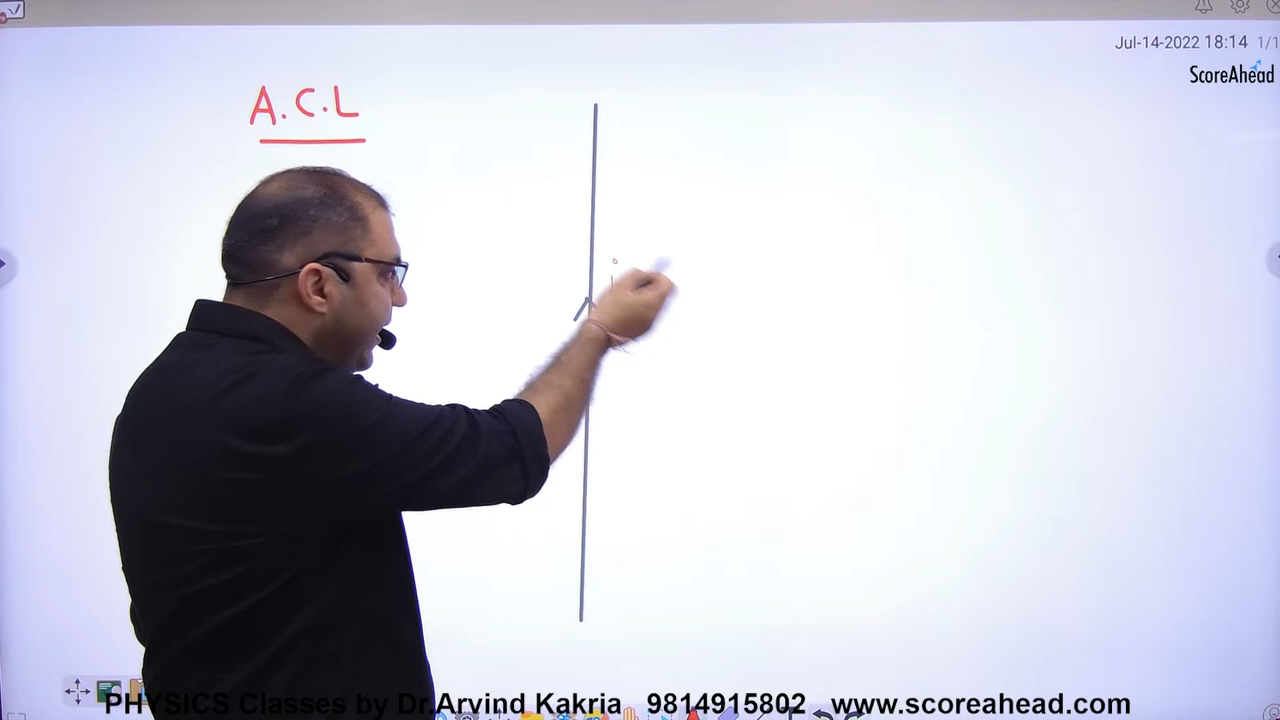 Jul-14-2022 18:14 1/1
ScoreAhead
A.C.L
i
PHYSICS Classes by Dr.Arvind Kakria 9814915802 www.scoreahead.com